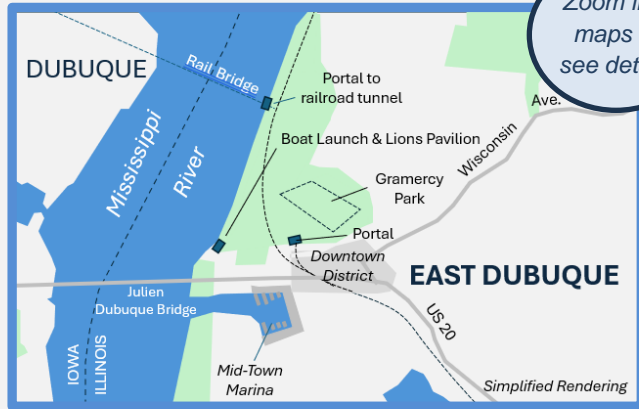 Zoom
maps
see
DUBUQUE
Rail Bridge
Portal to
railroad tunnel
Ave.
Mississippi
River
Boat Launch & Lions Pavilion
Wisconsin
Gramercy
Park
Portal
Downtown
District
EAST DUBUQUE
Julien
Dubuque Bridge
US 20
IOWA
ILLINOIS
Mid-Town
Marina
Simplified Rendering